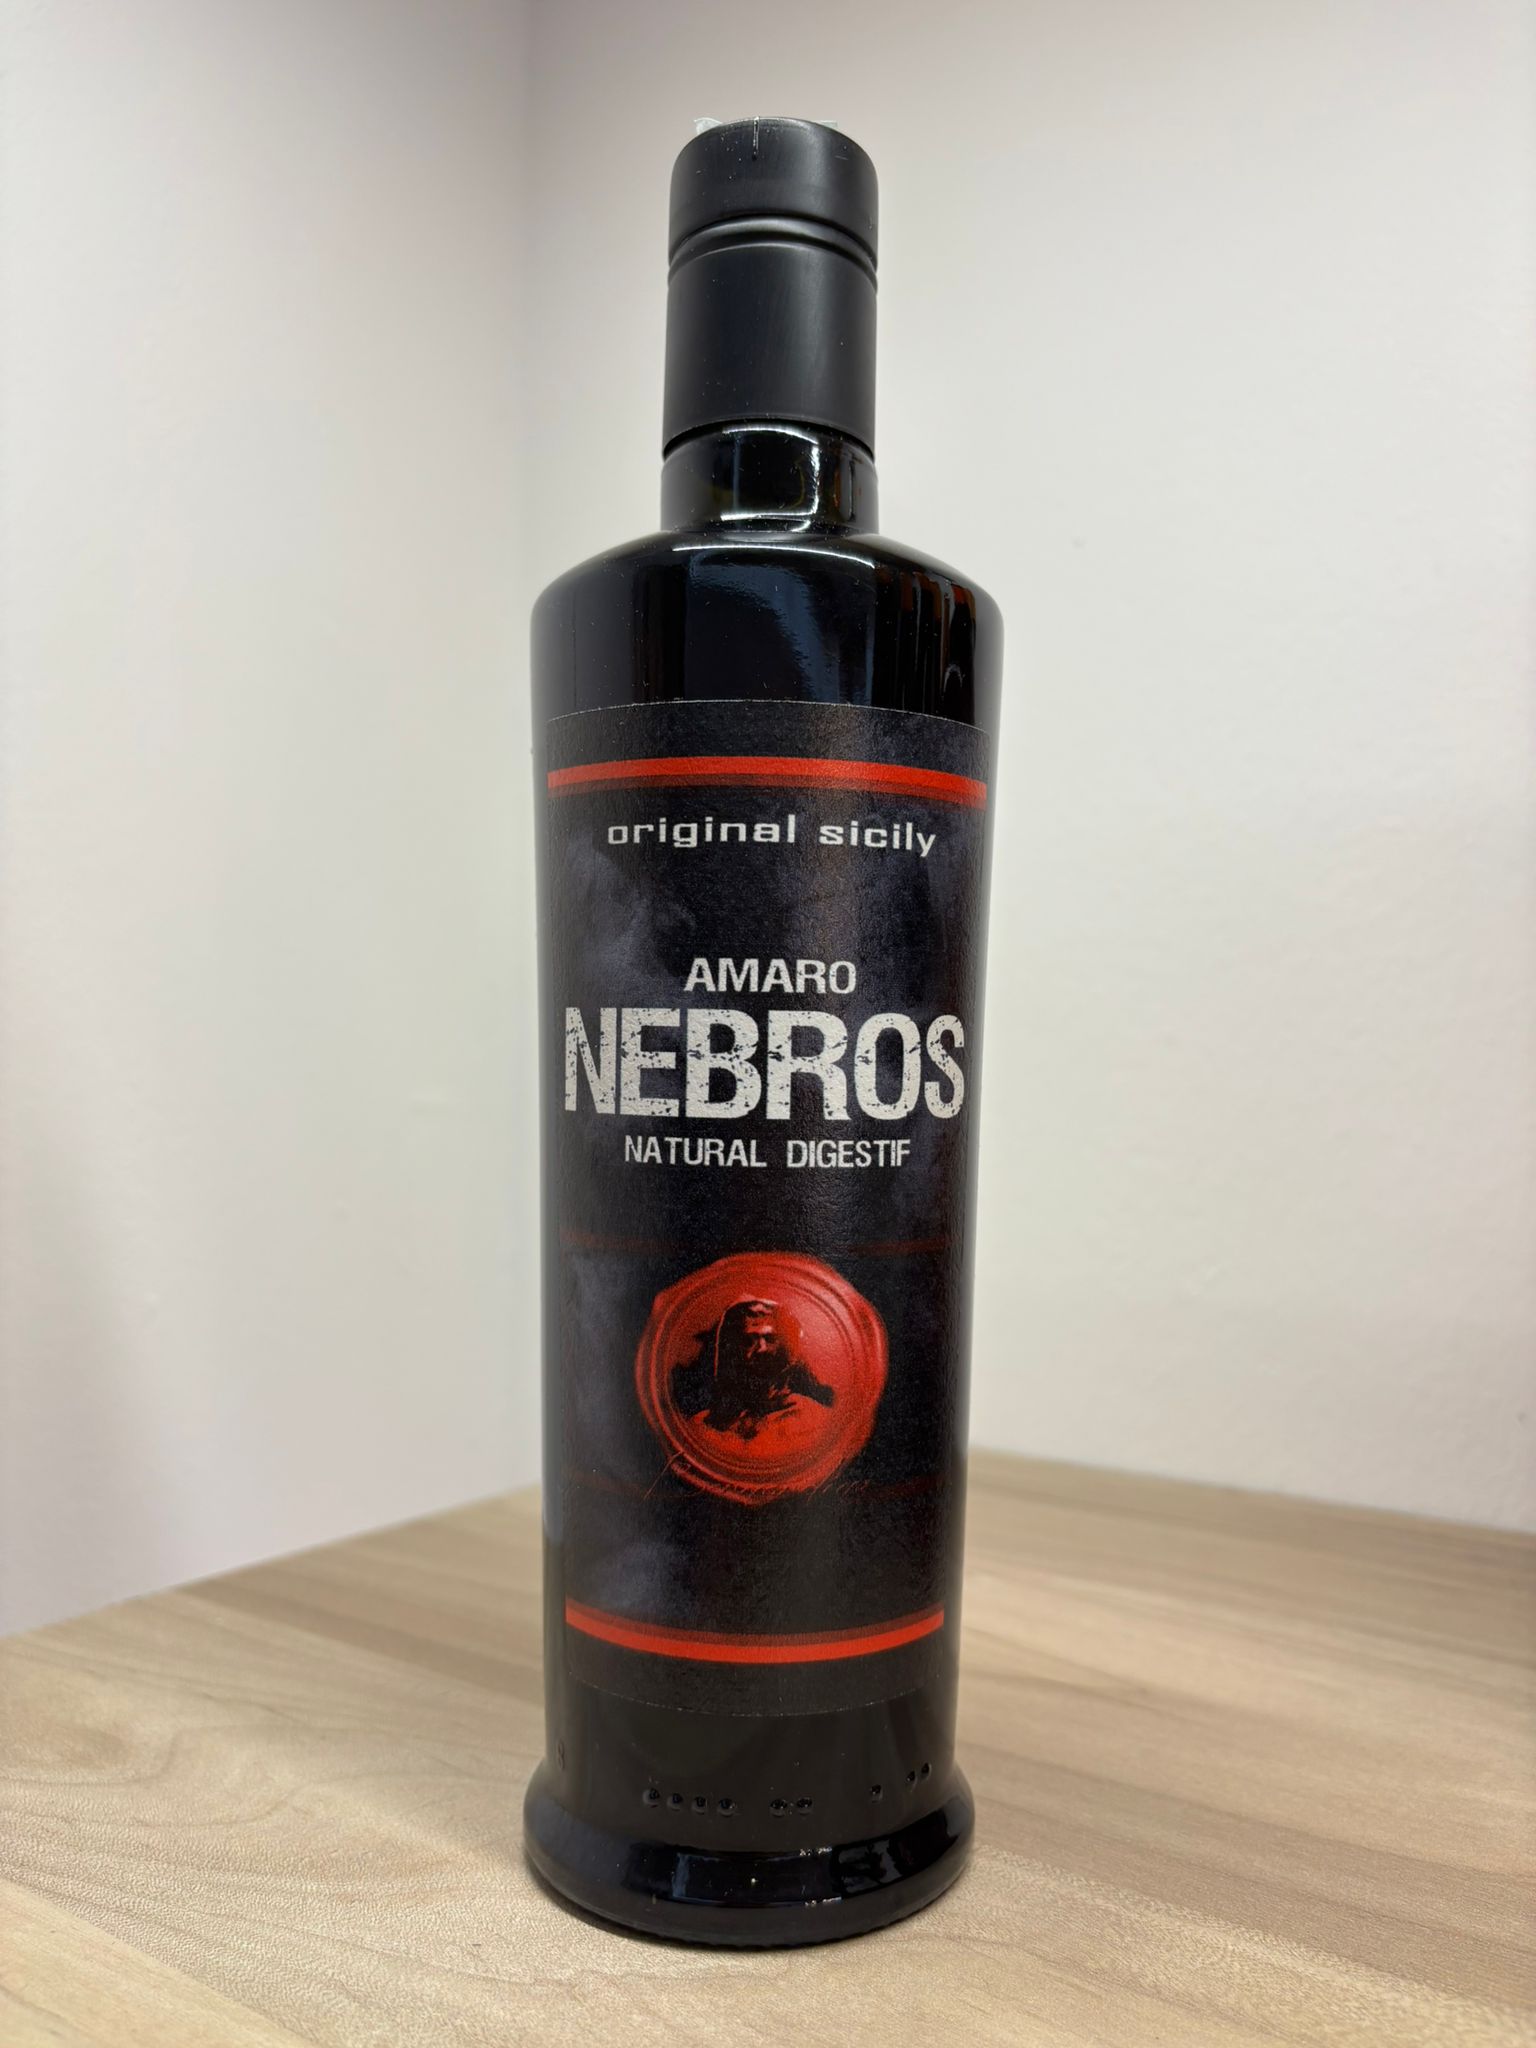 original sicily
AMARO
NEBROS
NATURAL DIGESTIF